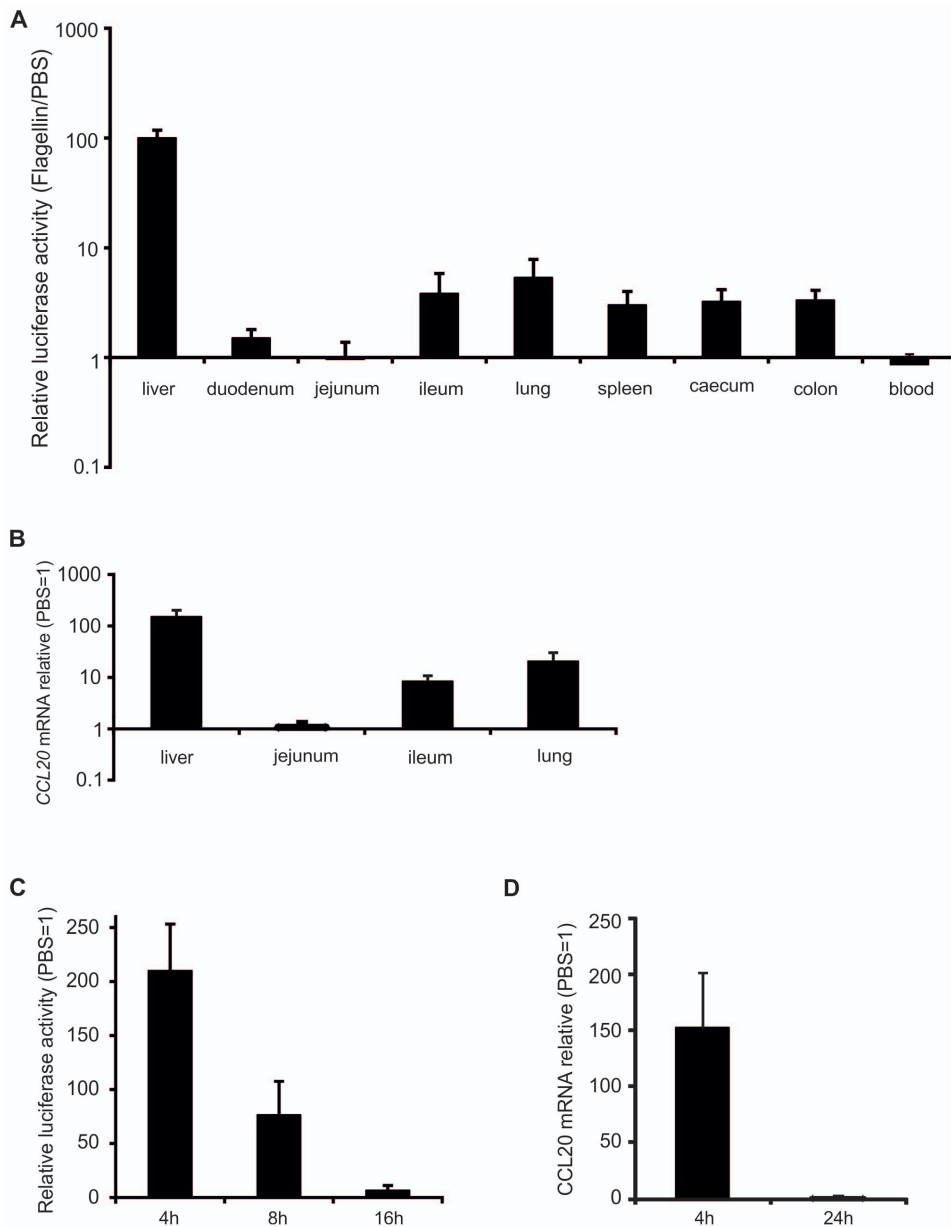 A
Relative luciferase activity (Flagellin/PBS)
1000
100
10
1
0.1
liver duodenum jejunum ileum lung spleen caecum colon blood
B
CCL20 mRNA relative (PBS=1)
1000
100
10
1
0.1
liver jejunum ileum lung
C
Relative luciferase activity (PBS=1)
250
200
150
100
50
0
4h 8h 16h
D
CCL20 mRNA relative (PBS=1)
250
200
150
100
50
0
4h 24h